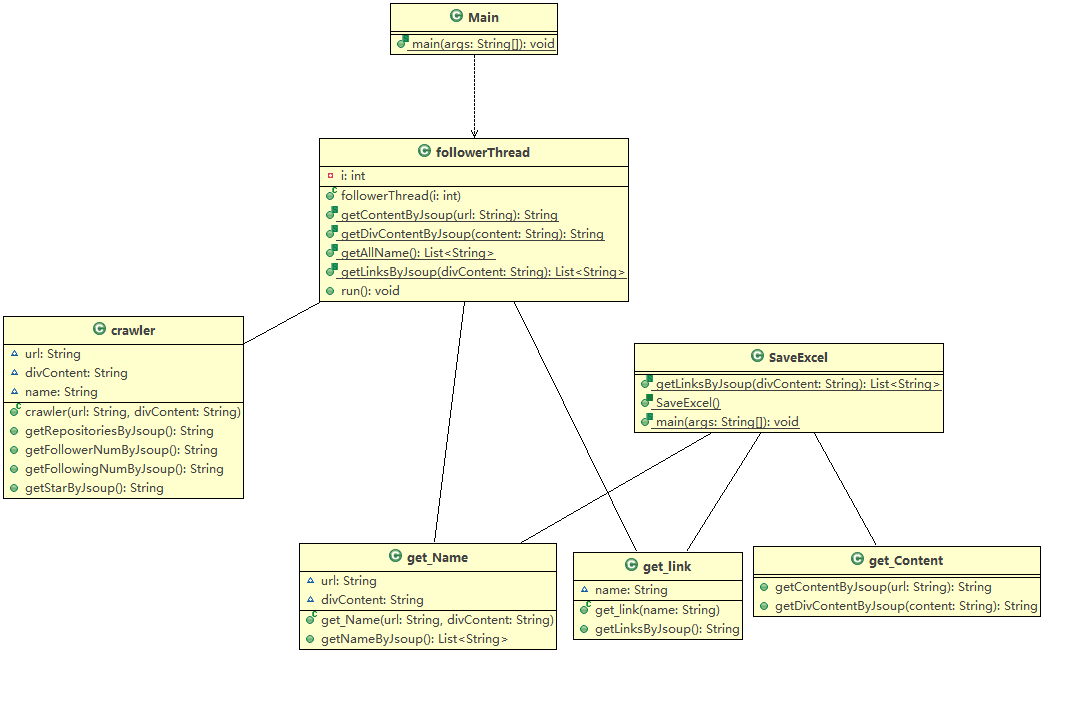 Main
main(args: String[]): void
followerThread
i: int
followerThread(i: int)
getContentByJsoup(url: String): String
getDivContentByJsoup(content: String): String
getAllName(): List<String>
getLinksByJsoup(divContent: String): List<String>
run(): void
crawler
url: String
divContent: String
name: String
crawler(url: String, divContent: String)
getRepositoriesByJsoup(): String
getFollowerNumByJsoup(): String
getFollowingNumByJsoup(): String
getStarByJsoup(): String
SaveExcel
getLinksByJsoup(divContent: String): List<String>
SaveExcel()
main(args: String[]): void
get_Name
url: String
divContent: String
get_Name(url: String, divContent: String)
getNameByJsoup(): List<String>
get_link
name: String
get_link(name: String)
getLinksByJsoup(): String
get_Content
getContentByJsoup(url: String): String
getDivContentByJsoup(content: String): String